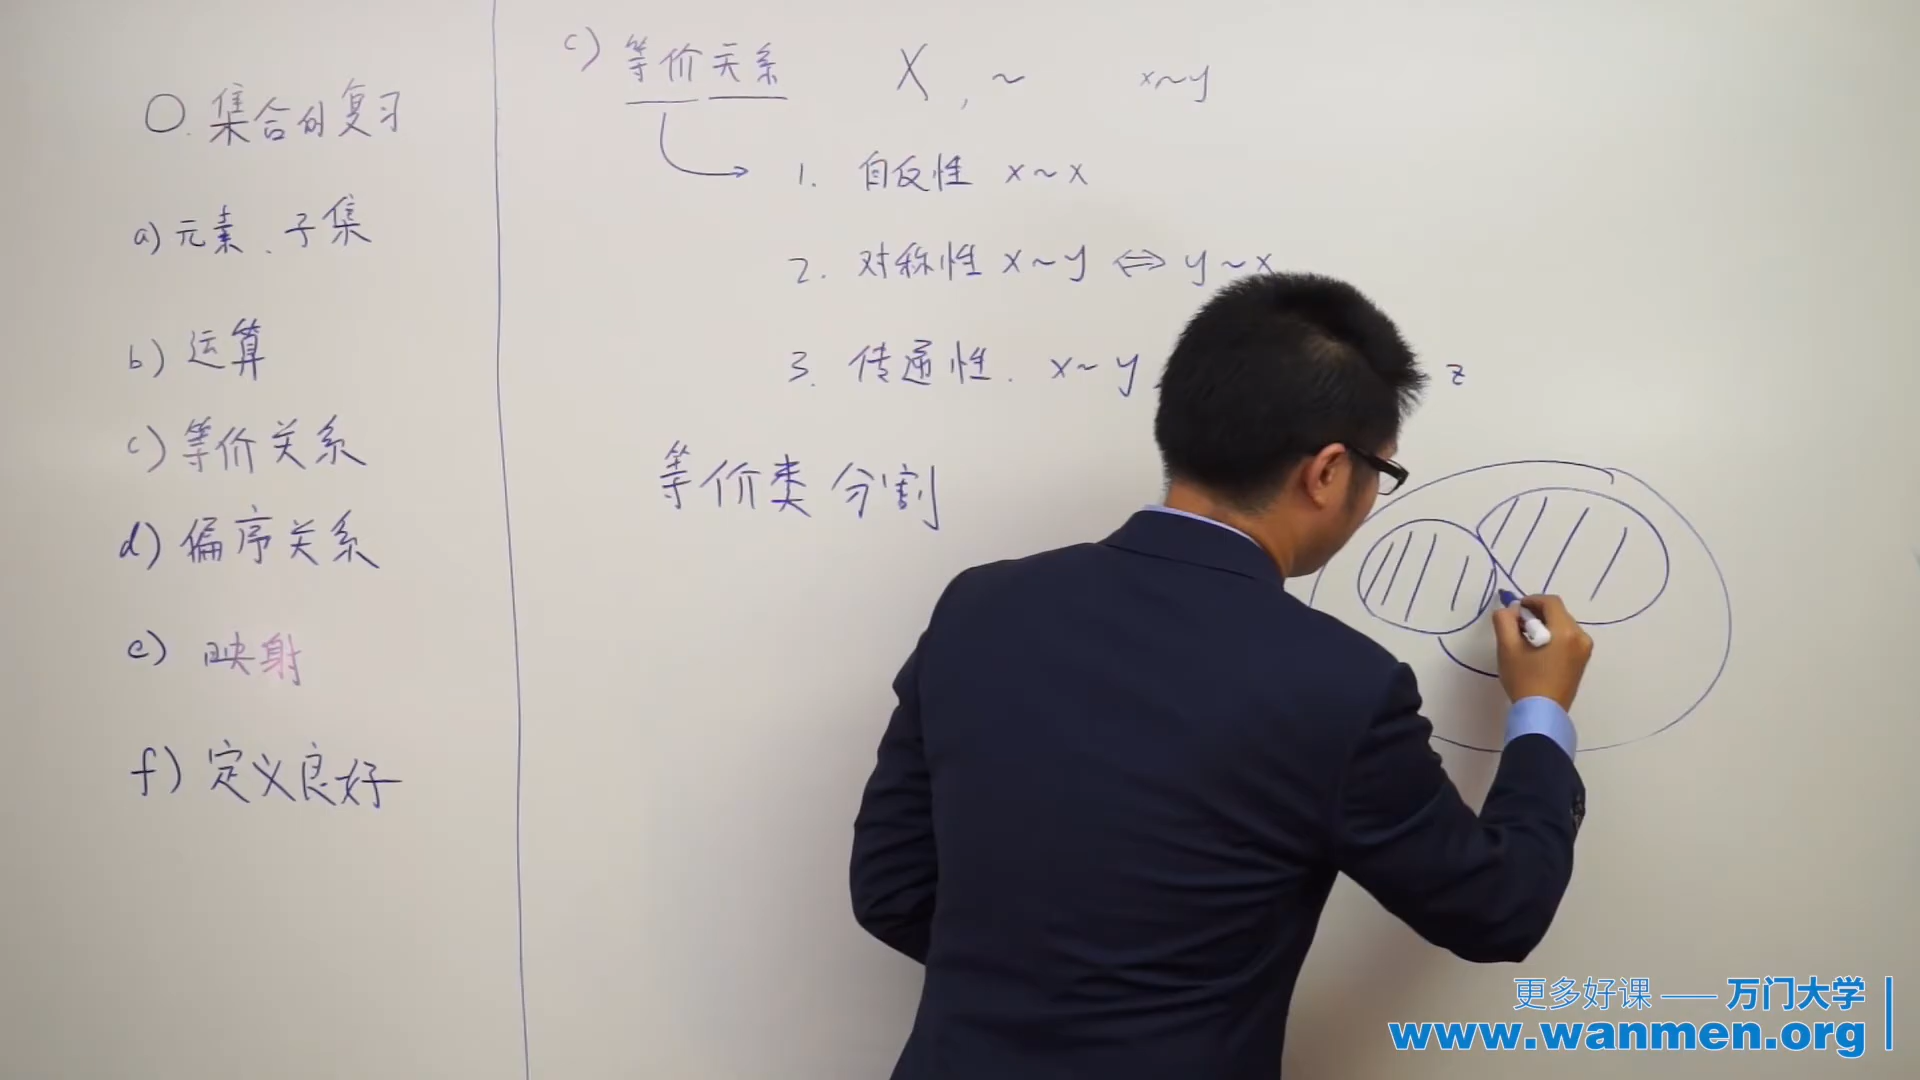 0. 集合的复习
a) 元素、子集
b) 运算
c) 等价关系
d) 偏序关系
e) 映射
f) 定义良好
c) 等价关系 X, ~ x~y
1. 自反性 x~x
2. 对称性 x~y ⇔ y~x
3. 传递性. x~y z
等价类 分割
更多好课 —— 万门大学
www.wanmen.org